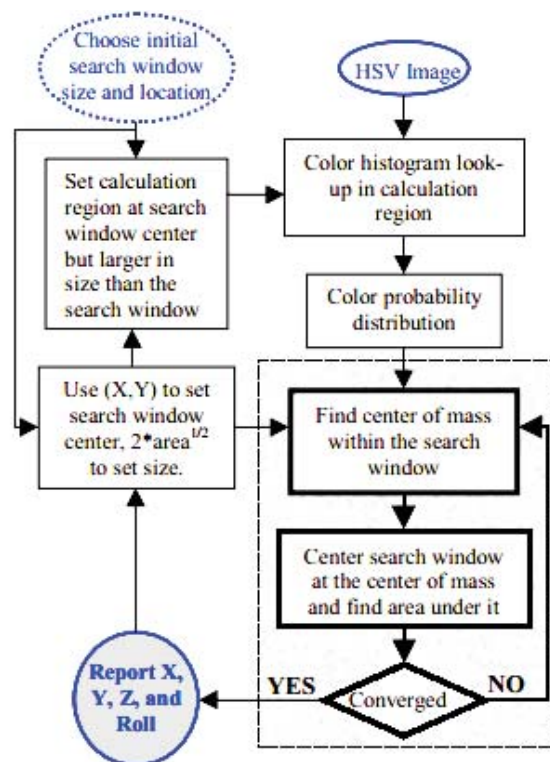 Choose initial
search window
size and location
HSV Image
Set calculation
region at search
window center
but larger in
size than the
search window
Color histogram look-
up in calculation
region
Color probability
distribution
Use (X,Y) to set
search window
center, 2*area^1/2
to set size.
Find center of mass
within the search
window
Center search window
at the center of mass
and find area under it
Report X,
Y, Z, and
Roll
YES
Converged
NO